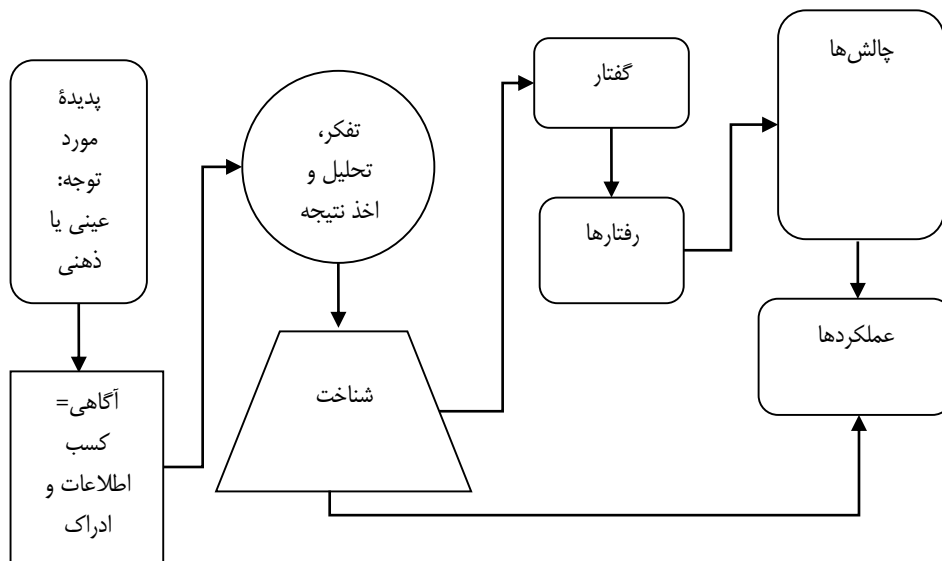 پدیدۀ
مورد
توجه:
عینی یا
ذهنی
آگاهی=
کسب
اطلاعات و
ادراک
تفکر،
تحلیل و
اخذ نتیجه
شناخت
گفتار
رفتارها
چالش‌ها
عملکردها